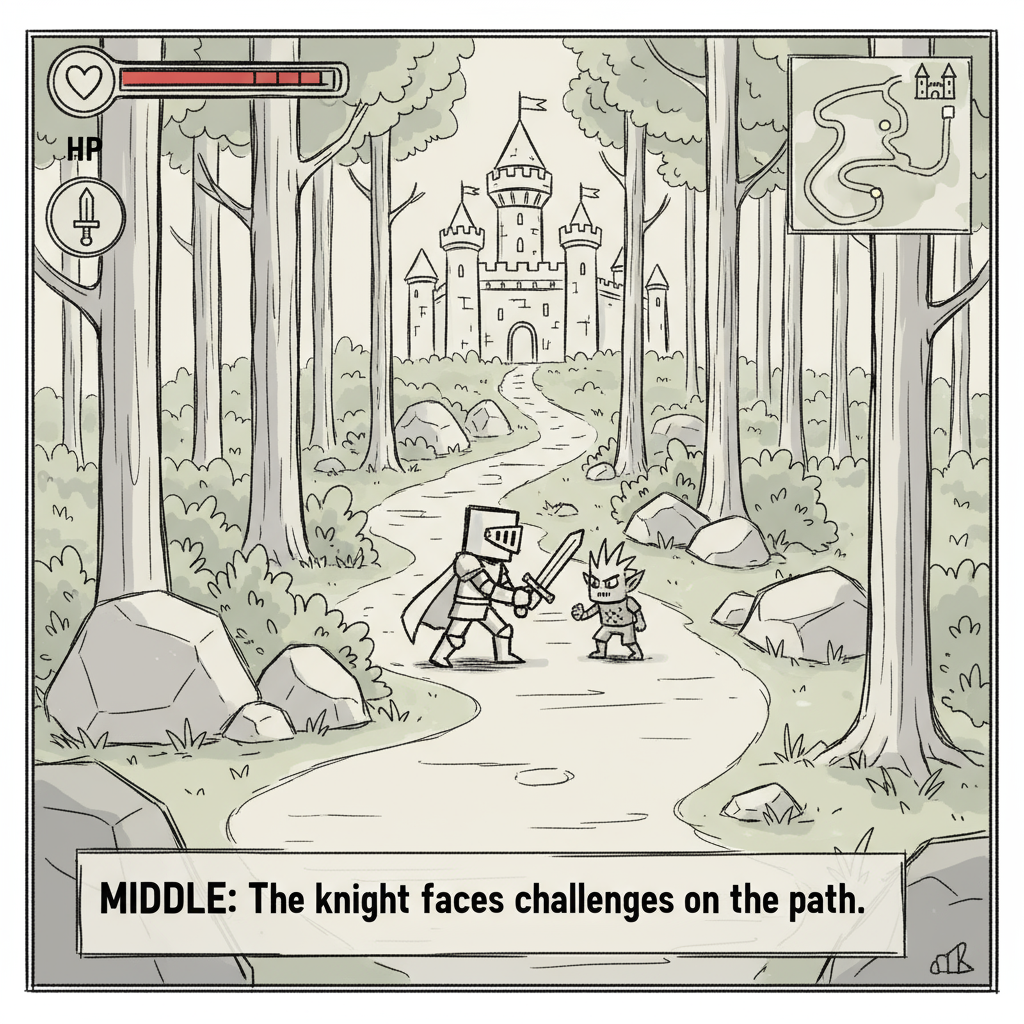 HP
MIDDLE: The knight faces challenges on the path.